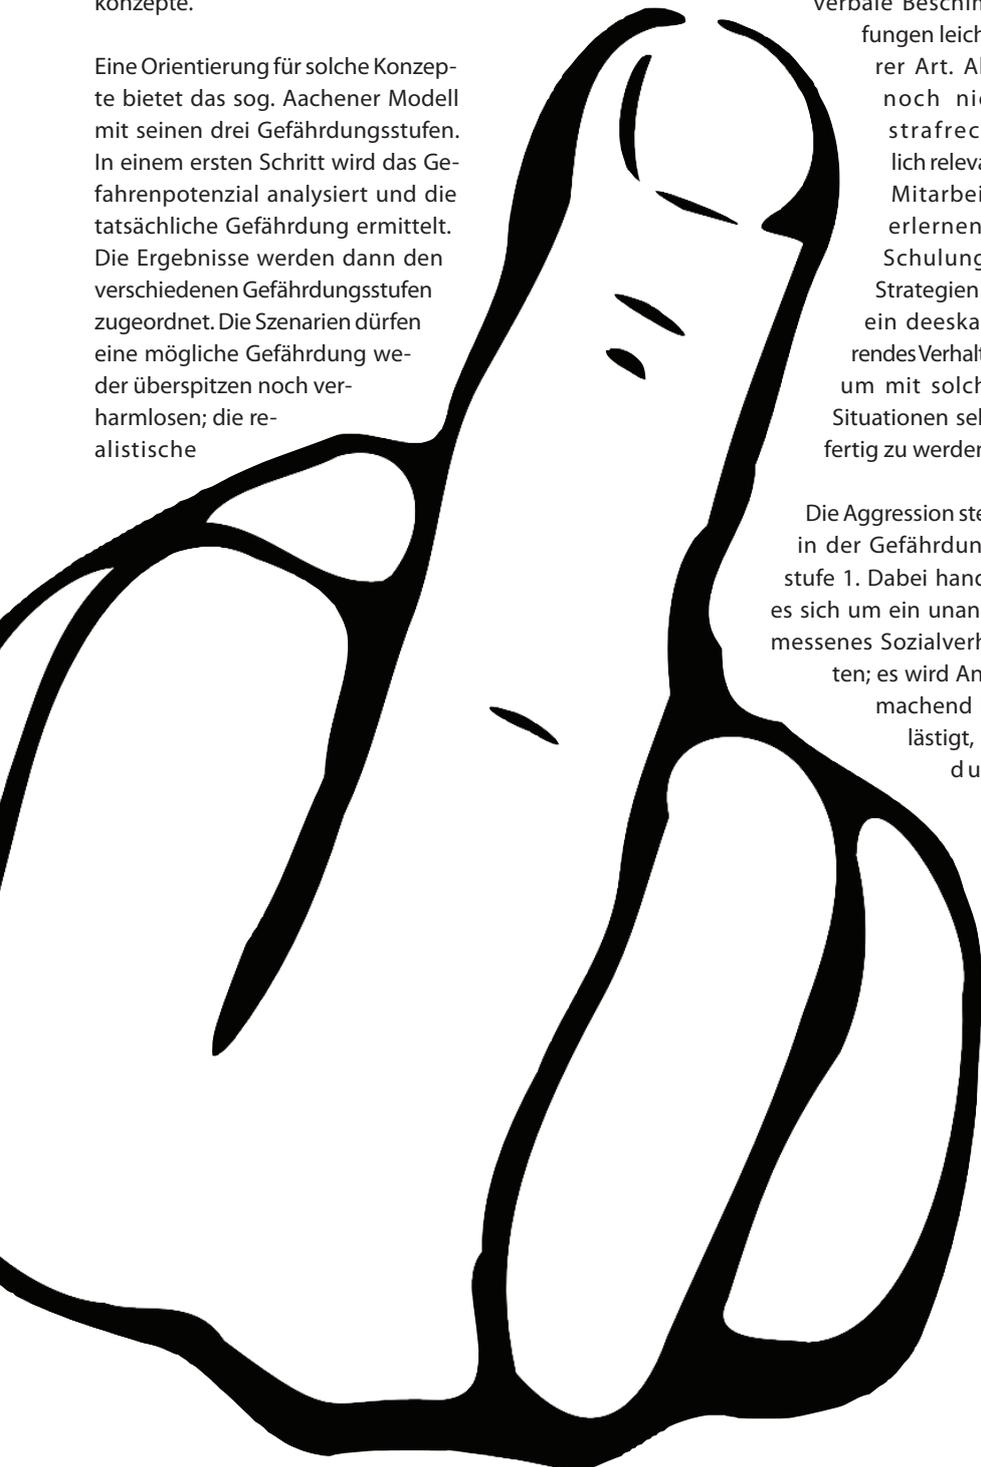 konzepte.
Eine Orientierung für solche Konzep-
te bietet das sog. Aachener Modell
mit seinen drei Gefährdungsstufen.
In einem ersten Schritt wird das Ge-
fahrenpotenzial analysiert und die
tatsächliche Gefährdung ermittelt.
Die Ergebnisse werden dann den
verschiedenen Gefährdungsstufen
zugeordnet. Die Szenarien dürfen
eine mögliche Gefährdung we-
der überspitzen noch ver-
harmlosen; die re-
alistische
verbale Beschim
fungen leich
rer Art. Al
noch nic
strafrec
lich releva
Mitarbei
erlernen
Schulung
Strategien
ein deeska
rendes Verhalt
um mit solch
Situationen sel
fertig zu werden
Die Aggression ste
in der Gefährdun
stufe 1. Dabei hand
es sich um ein unan
messenes Sozialverh
ten; es wird An
machend
lästigt,
du